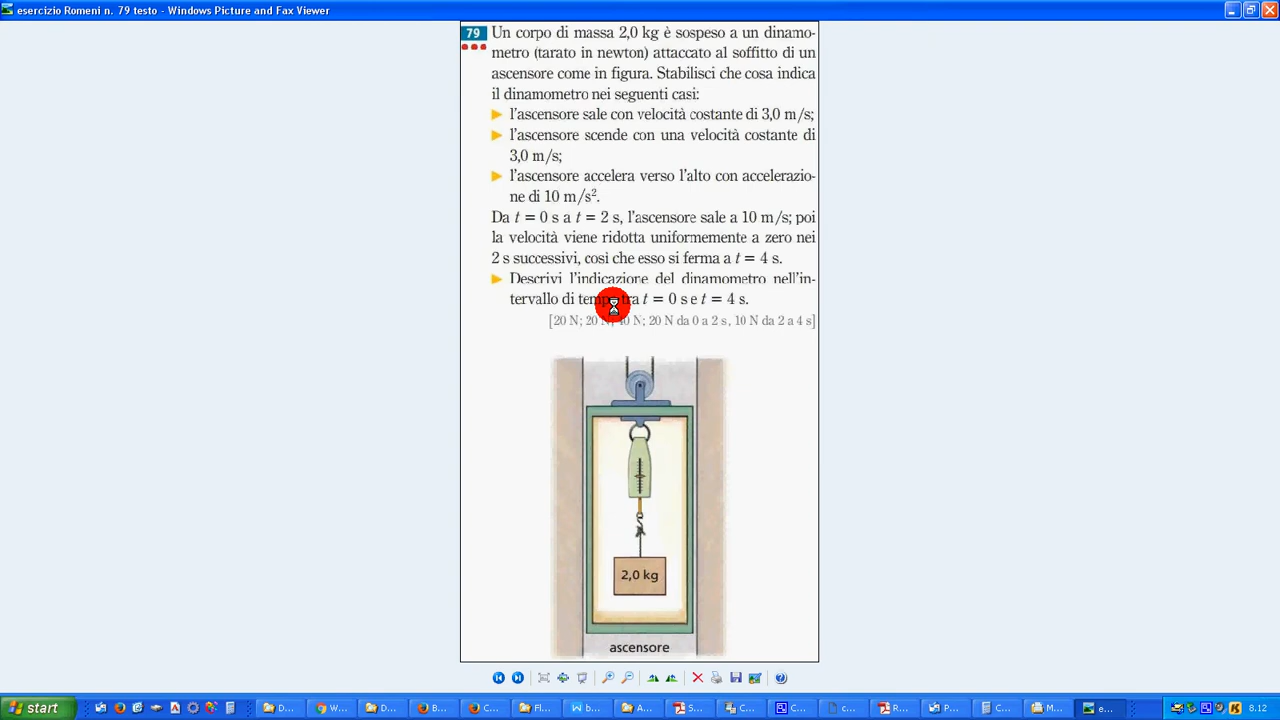 esercizio Romeni n. 79 testo - Windows Picture and Fax Viewer
79 Un corpo di massa 2,0 kg è sospeso a un dinamo-
metro (tarato in newton) attaccato al soffitto di un
ascensore come in figura. Stabilisci che cosa indica
il dinamometro nei seguenti casi:
l'ascensore sale con velocità costante di 3,0 m/s;
l'ascensore scende con una velocità costante di
3,0 m/s;
l'ascensore accelera verso l'alto con accelerazio-
ne di 10 m/s².
Da t = 0 s a t = 2 s, l'ascensore sale a 10 m/s; poi
la velocità viene ridotta uniformemente a zero nei
2 s successivi, così che esso si ferma a t = 4 s.
Descrivi l'indicazione del dinamometro nell'in-
tervallo di tempo tra t = 0 s e t = 4 s.
[20 N; 20 N; 40 N; 20 N da 0 a 2 s, 10 N da 2 a 4 s]
2,0 kg
ascensore
start D... W... D... B... C... Fl... b... A... S... C... C... c... R... P... C... M... e... 8.12